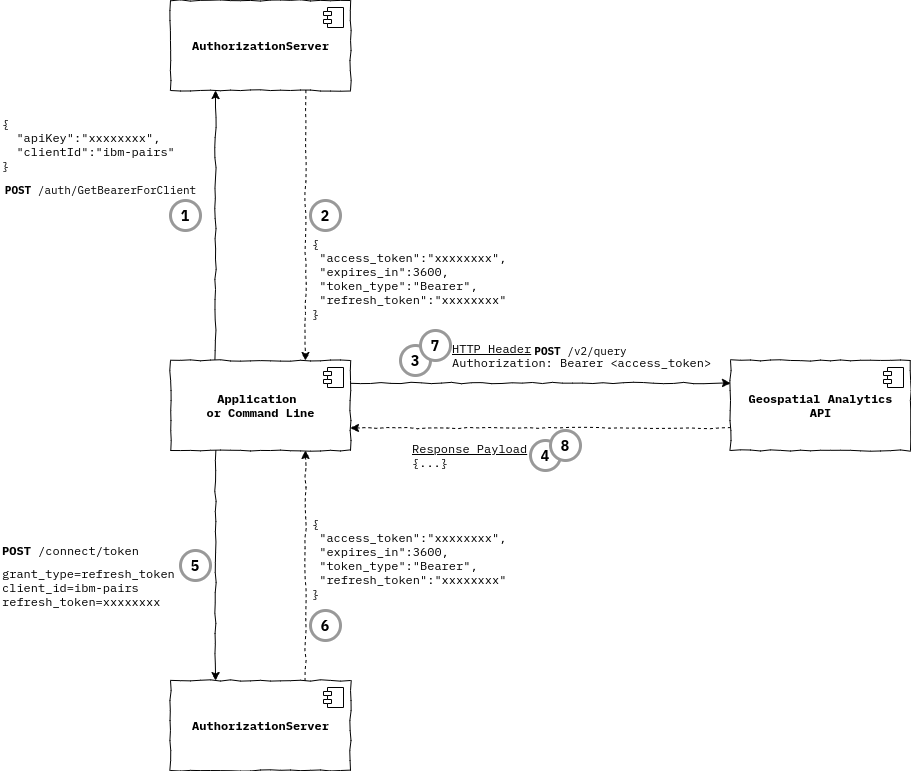 AuthorizationServer
{
"apiKey":"xxxxxxxx",
"clientId":"ibm-pairs"
}
POST /auth/GetBearerForClient
1
2
{
"access_token":"xxxxxxxx",
"expires_in":3600,
"token_type":"Bearer",
"refresh_token":"xxxxxxxx"
}
3
7
HTTP Header POST /v2/query
Authorization: Bearer <access_token>
Application
or Command Line
Geospatial Analytics
API
Response Payload
{...}
4
8
POST /connect/token
grant_type=refresh_token
client_id=ibm-pairs
refresh_token=xxxxxxxx
5
{
"access_token":"xxxxxxxx",
"expires_in":3600,
"token_type":"Bearer",
"refresh_token":"xxxxxxxx"
}
6
AuthorizationServer